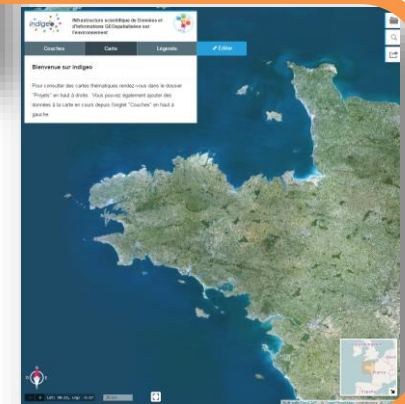 indigeo
Infrastructure scientifique de Données et
d'Informations GEOspatialisées sur
l'environnement
Couches Carte Légende Editer
Bienvenue sur Indigeo
Pour consulter des cartes thématiques rendez-vous dans le dossier
"Projets" en haut à droite. Vous pouvez également ajouter des
données à la carte en cours depuis l'onglet "Couches" en haut à
gauche.
France